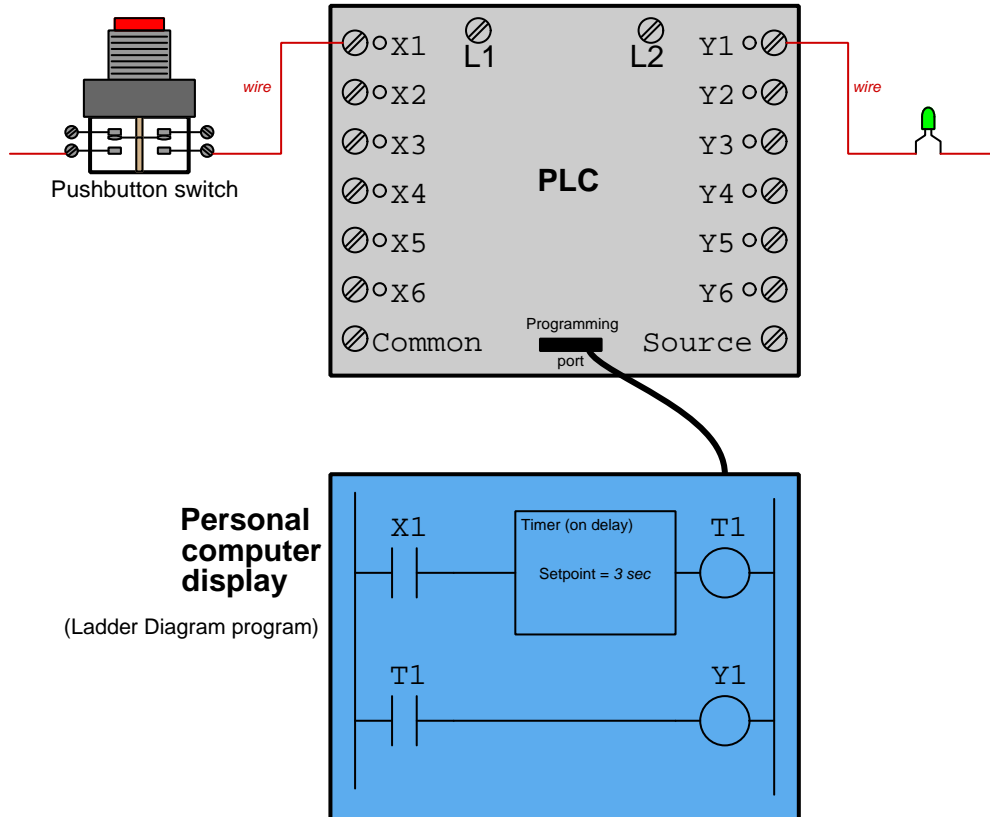 X1
L1
L2
Y1
wire
X2
Y2
wire
X3
Y3
PLC
Pushbutton switch
X4
Y4
X5
Y5
X6
Y6
Common
Programming
port
Source
Personal
computer
display
(Ladder Diagram program)
X1
Timer (on delay)
Setpoint = 3 sec
T1
T1
Y1